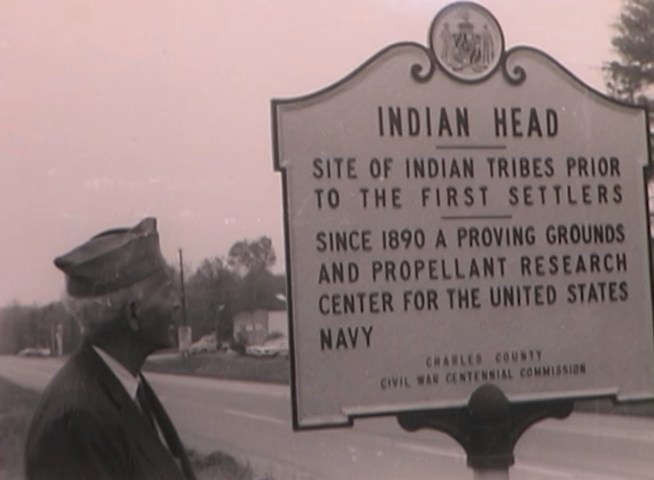 INDIAN HEAD
SITE OF INDIAN TRIBES PRIOR
TO THE FIRST SETTLERS
SINCE 1890 A PROVING GROUNDS
AND PROPELLANT RESEARCH
CENTER FOR THE UNITED STATES
NAVY
CHARLES COUNTY
CIVIL WAR CENTENNIAL COMMISSION